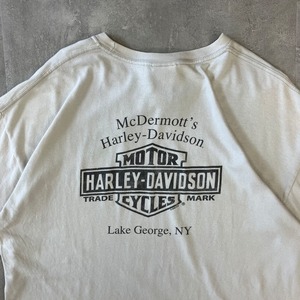 McDermott's
Harley-Davidson
MOTOR
HARLEY-DAVIDSON
TRADE MARK
CYCLES®
Lake George, NY